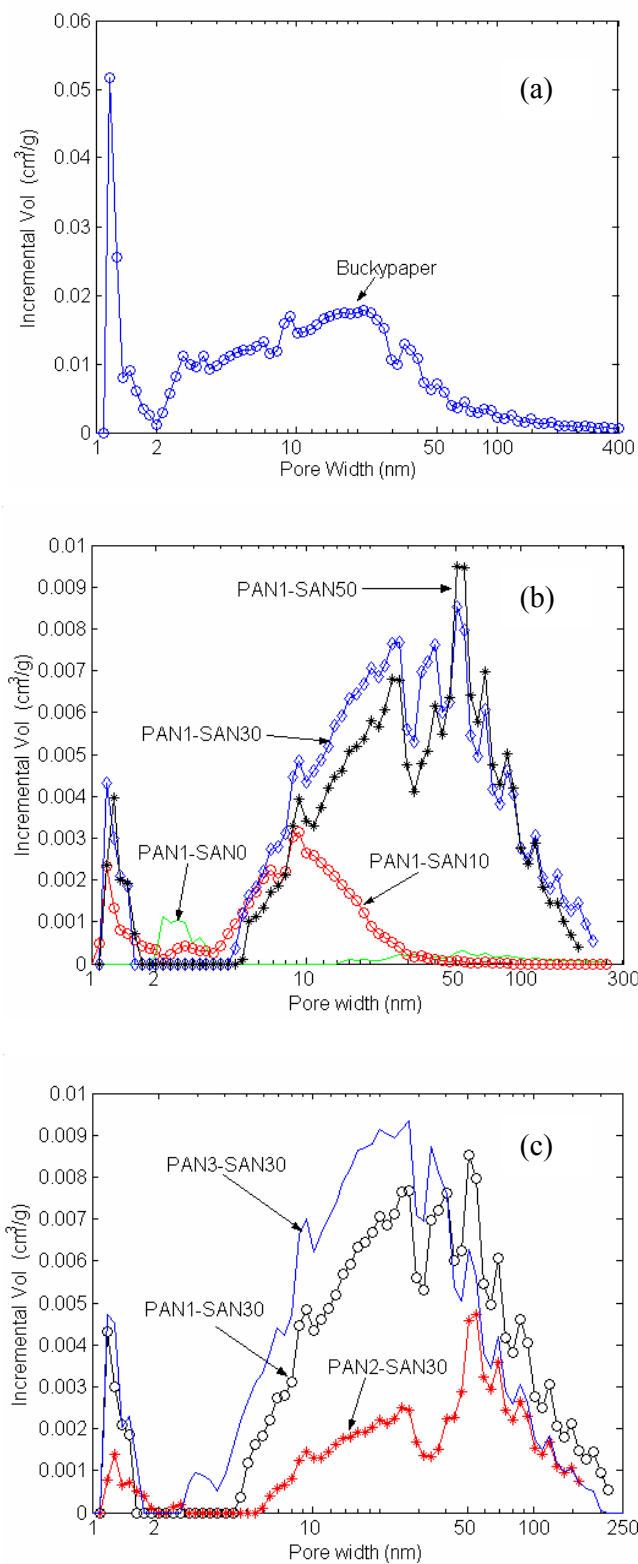 0.06
(a)
0.05
0.04
0.03
Buckypaper
0.02
0.01
0
1 2 10 50 100 400
Incremental Vol (cm³/g)
Pore Width (nm)
0.01
0.009
PAN1-SAN50
(b)
0.008
0.007
0.006
PAN1-SAN30
0.005
0.004
0.003
PAN1-SAN0
PAN1-SAN10
0.002
0.001
0
1 2 10 50 100 300
Incremental Vol (cm³/g)
Pore width (nm)
0.01
0.009
(c)
0.008
PAN3-SAN30
0.007
0.006
PAN1-SAN30
0.005
0.004
PAN2-SAN30
0.003
0.002
0.001
0
1 2 10 50 100 250
Incremental Vol (cm³/g)
Pore width (nm)